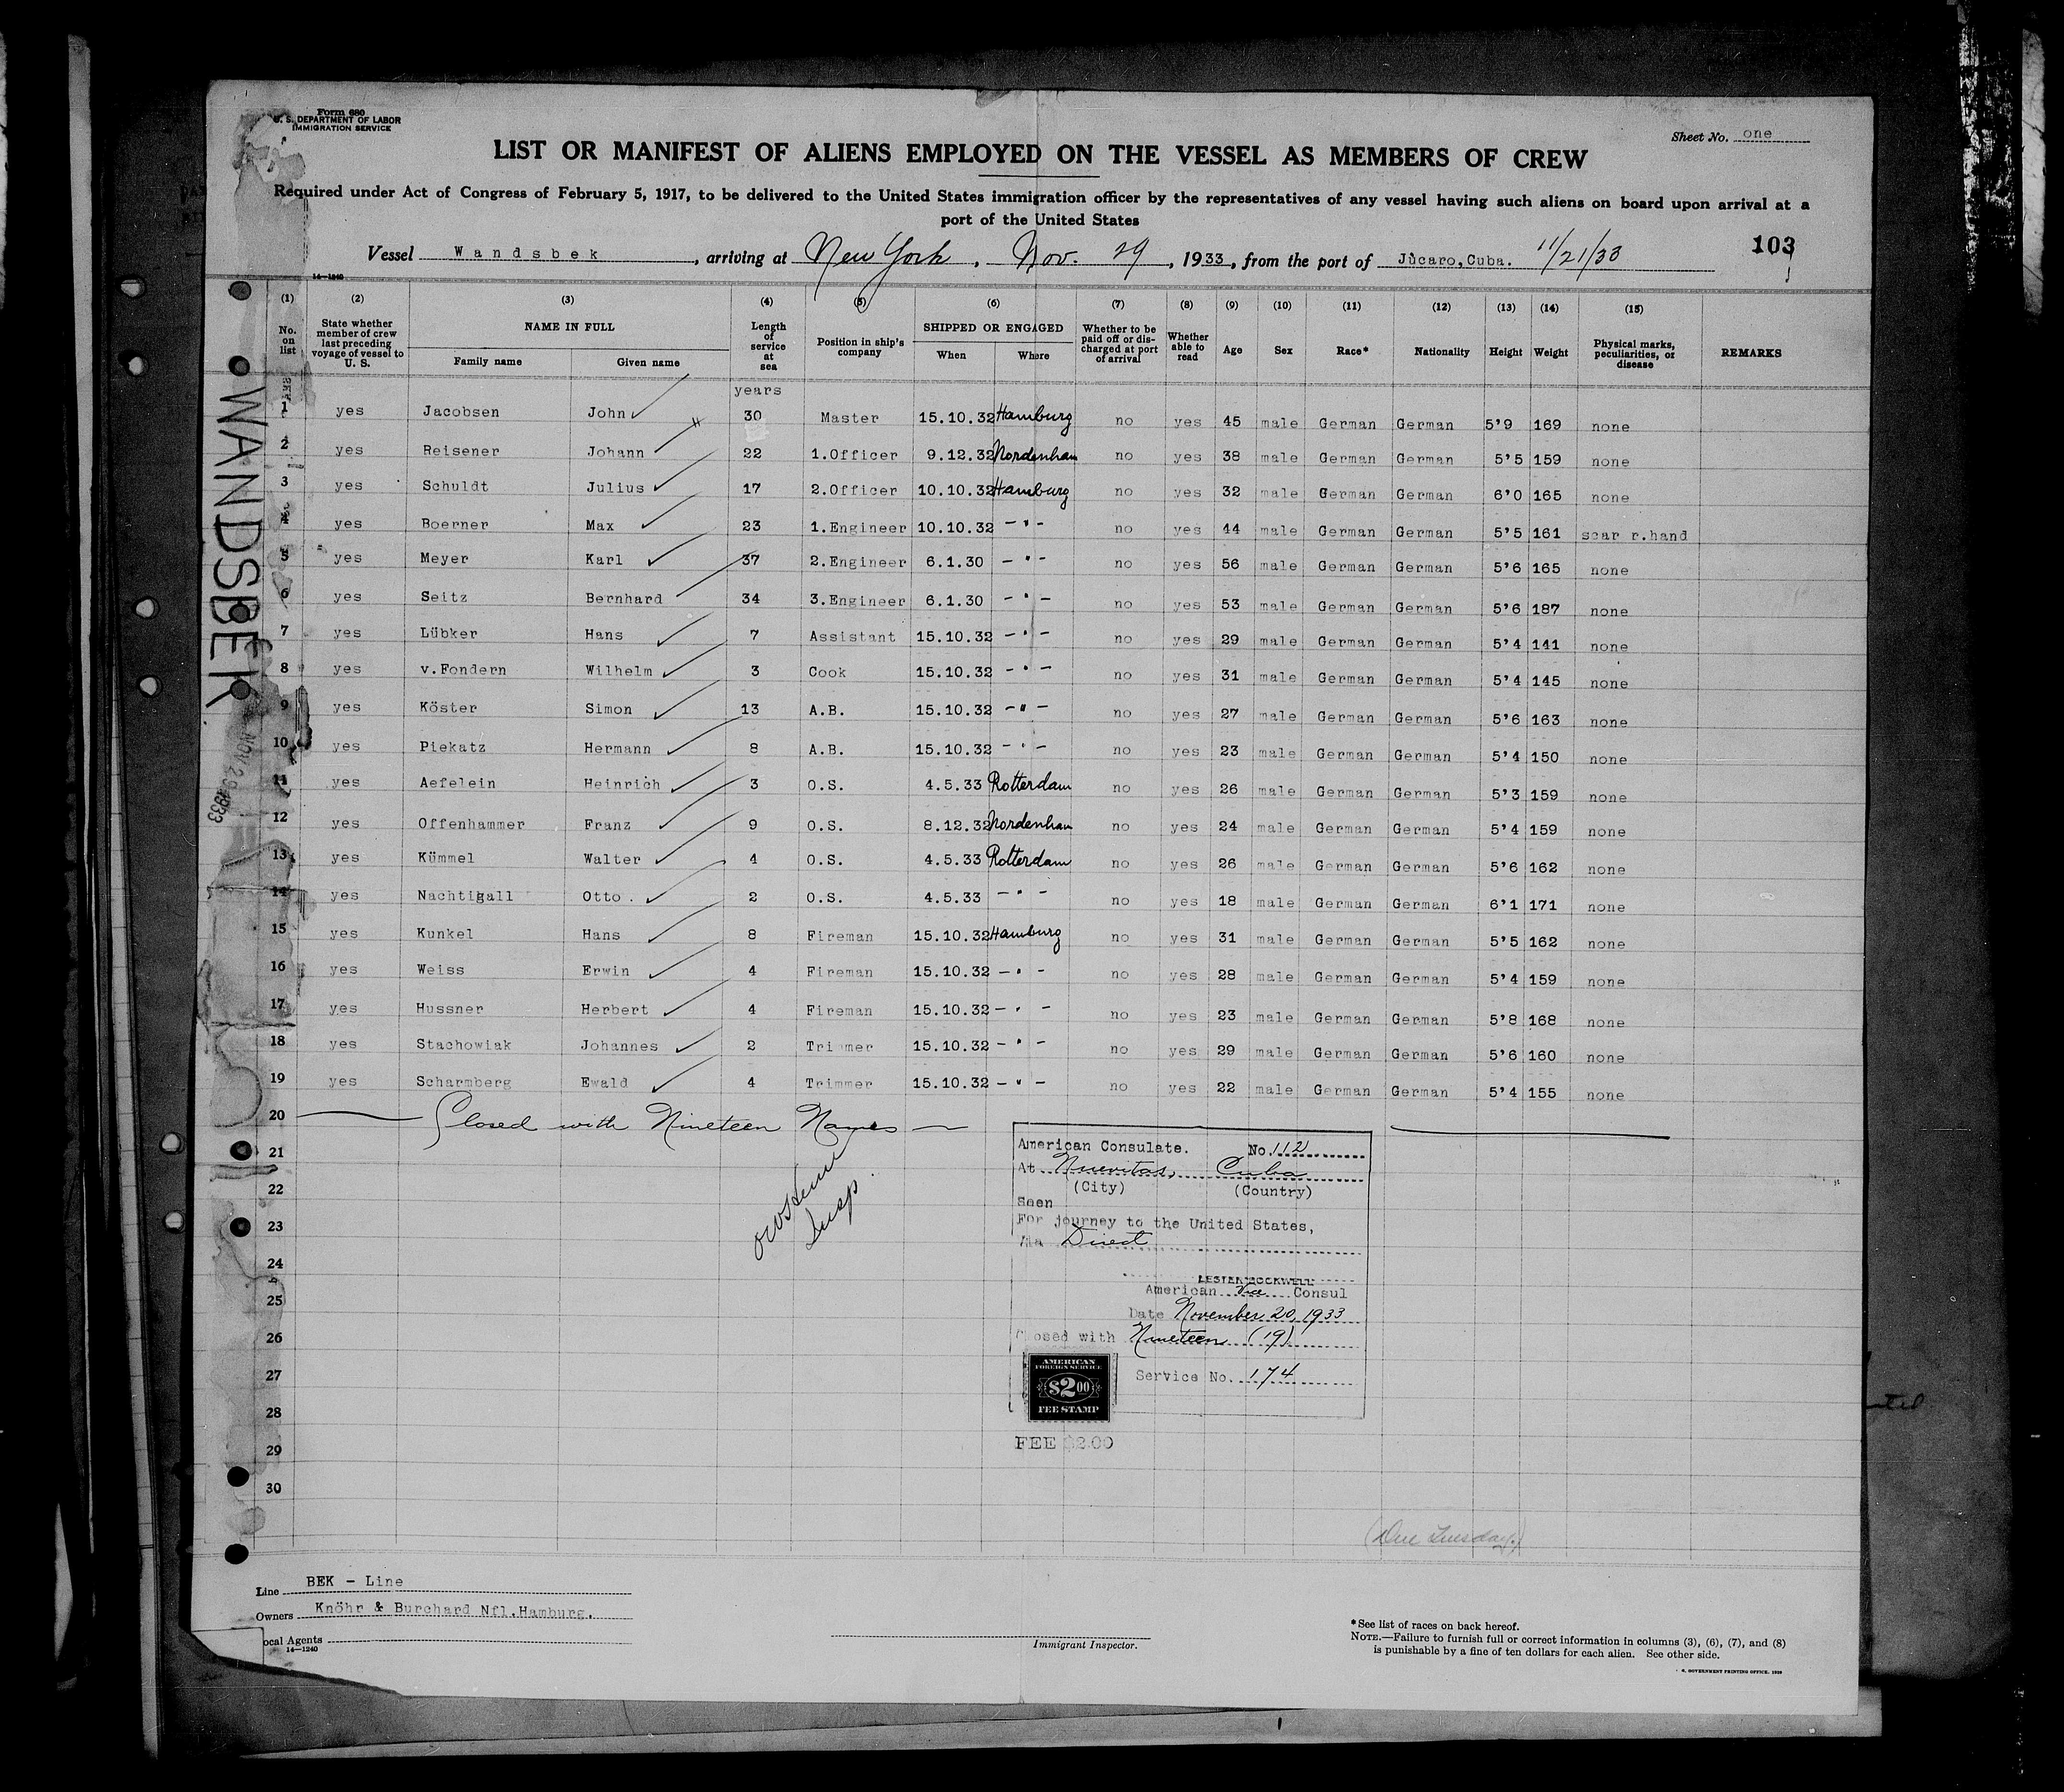 Form 680
U. S. DEPARTMENT OF LABOR
IMMIGRATION SERVICE
Sheet No. one
LIST OR MANIFEST OF ALIENS EMPLOYED ON THE VESSEL AS MEMBERS OF CREW
Required under Act of Congress of February 5, 1917, to be delivered to the United States immigration officer by the representatives of any vessel having such aliens on board upon arrival at a
port of the United States
Vessel Wandsbek, arriving at New York, Nov. 29, 1933, from the port of Jùcaro,Cuba. 11/21/33
103
14-1240
(1) (2) (3) (4) (5) (6) (7) (8) (9) (10) (11) (12) (13) (14) (15)
No. on list State whether member of crew last preceding voyage of vessel to U. S. NAME IN FULL Family name Given name Length of service at sea Position in ship's company SHIPPED OR ENGAGED When Where Whether to be paid off or discharged at port of arrival Whether able to read Age Sex Race* Nationality Height Weight Physical marks, peculiarities, or disease REMARKS
years
1 yes Jacobsen John 30 Master 15.10.32 Hamburg no yes 45 male German German 5'9 169 none
2 yes Reisener Johann 22 1.Officer 9.12.32 Nordenham no yes 38 male German German 5'5 159 none
3 yes Schuldt Julius 17 2.Officer 10.10.32 Hamburg no yes 32 male German German 6'0 165 none
4 yes Boerner Max 23 1.Engineer 10.10.32 - " - no yes 44 male German German 5'5 161 scar r.hand
5 yes Meyer Karl 37 2.Engineer 6.1.30 - " - no yes 56 male German German 5'6 165 none
6 yes Seitz Bernhard 34 3.Engineer 6.1.30 - " - no yes 53 male German German 5'6 187 none
7 yes Lübker Hans 7 Assistant 15.10.32 - " - no yes 29 male German German 5'4 141 none
8 yes v.Fondern Wilhelm 3 Cook 15.10.32 - " - no yes 31 male German German 5'4 145 none
9 yes Köster Simon 13 A.B. 15.10.32 - " - no yes 27 male German German 5'6 163 none
10 yes Piekatz Hermann 8 A.B. 15.10.32 - " - no yes 23 male German German 5'4 150 none
11 yes Aefelein Heinrich 3 O.S. 4.5.33 Rotterdam no yes 26 male German German 5'3 159 none
12 yes Offenhammer Franz 9 O.S. 8.12.32 Nordenham no yes 24 male German German 5'4 159 none
13 yes Kümmel Walter 4 O.S. 4.5.33 Rotterdam no yes 26 male German German 5'6 162 none
14 yes Nachtigall Otto. 2 O.S. 4.5.33 - " - no yes 18 male German German 6'1 171 none
15 yes Kunkel Hans 8 Fireman 15.10.32 Hamburg no yes 31 male German German 5'5 162 none
16 yes Weiss Erwin 4 Fireman 15.10.32 - " - no yes 28 male German German 5'4 159 none
17 yes Hussner Herbert 4 Fireman 15.10.32 - " - no yes 23 male German German 5'8 168 none
18 yes Stachowiak Johannes 2 Trimmer 15.10.32 - " - no yes 29 male German German 5'6 160 none
19 yes Scharmberg Ewald 4 Trimmer 15.10.32 - " - no yes 22 male German German 5'4 155 none
20 Closed with Nineteen Names
21
22
23
24
25
26
27
28
29
30
WANDSBEK
NOV 29 1933
Insp.
American Consulate. No. 112
At Nuevitas, Cuba
(City) (Country)
Seen
For journey to the United States,
Via Direct
American Vice Consul
Date November 20, 1933
Closed with Nineteen (19)
Service No. 174
AMERICAN
FOREIGN SERVICE
$2.00
FEE STAMP
FEE $2.00
(Due Tuesday.)
Line BEK - Line
Owners Knöhr & Burchard Nfl.Hamburg.
Local Agents
14-1240
Immigrant Inspector.
*See list of races on back hereof.
NOTE.—Failure to furnish full or correct information in columns (3), (6), (7), and (8)
is punishable by a fine of ten dollars for each alien. See other side.
U. S. GOVERNMENT PRINTING OFFICE. 1929